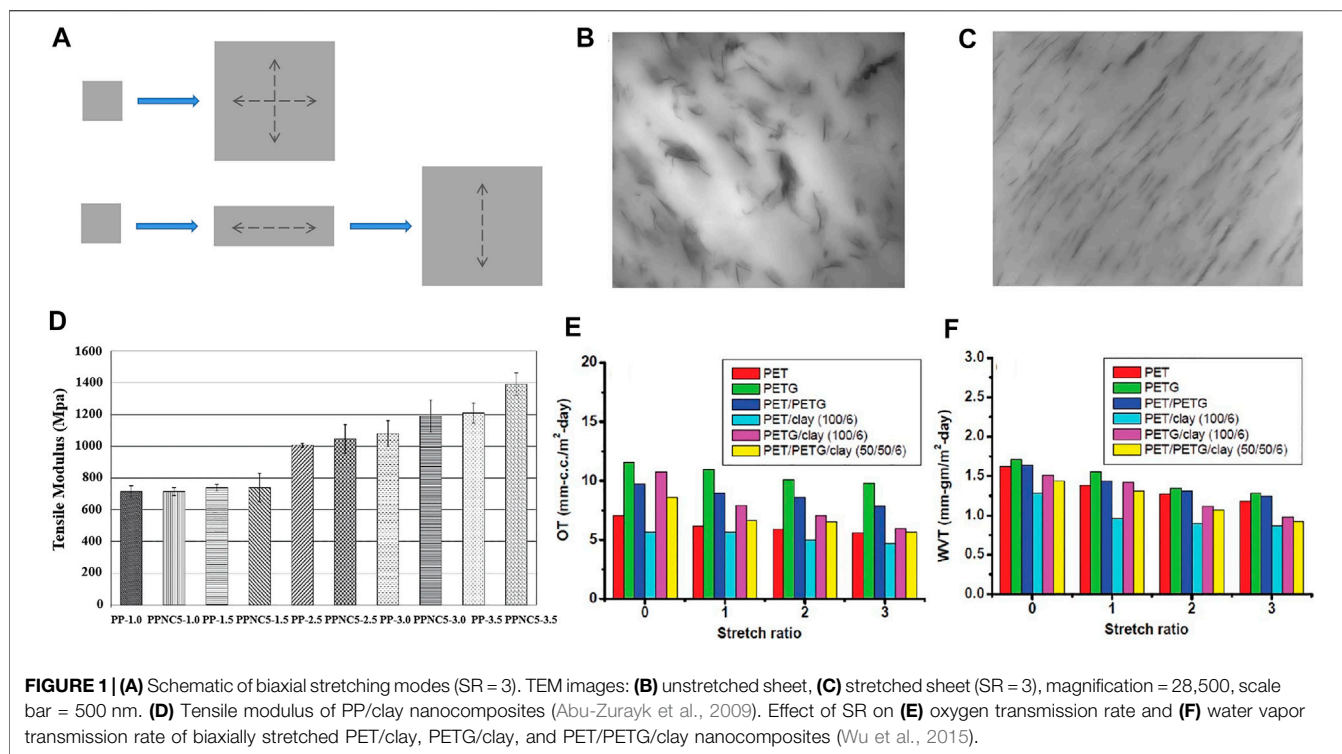 A
B
C
D
Tensile Modulus (Mpa)
1600
1400
1200
1000
800
600
400
200
0
PP-1.0 PPNC5-1.0 PP-1.5 PPNC5-1.5 PP-2.5 PPNC5-2.5 PP-3.0 PPNC5-3.0 PP-3.5 PPNC5-3.5
E
OT (mm-c.c./m²-day)
20
15
10
5
0
PET
PETG
PET/PETG
PET/clay (100/6)
PETG/clay (100/6)
PET/PETG/clay (50/50/6)
0 1 2 3
Stretch ratio
F
WVT (mm-gm/m²-day)
3.0
2.5
2.0
1.5
1.0
0.5
0.0
PET
PETG
PET/PETG
PET/clay (100/6)
PETG/clay (100/6)
PET/PETG/clay (50/50/6)
0 1 2 3
Stretch ratio
FIGURE 1 | (A) Schematic of biaxial stretching modes (SR = 3). TEM images: (B) unstretched sheet, (C) stretched sheet (SR = 3), magnification = 28,500, scale
bar = 500 nm. (D) Tensile modulus of PP/clay nanocomposites (Abu-Zurayk et al., 2009). Effect of SR on (E) oxygen transmission rate and (F) water vapor
transmission rate of biaxially stretched PET/clay, PETG/clay, and PET/PETG/clay nanocomposites (Wu et al., 2015).